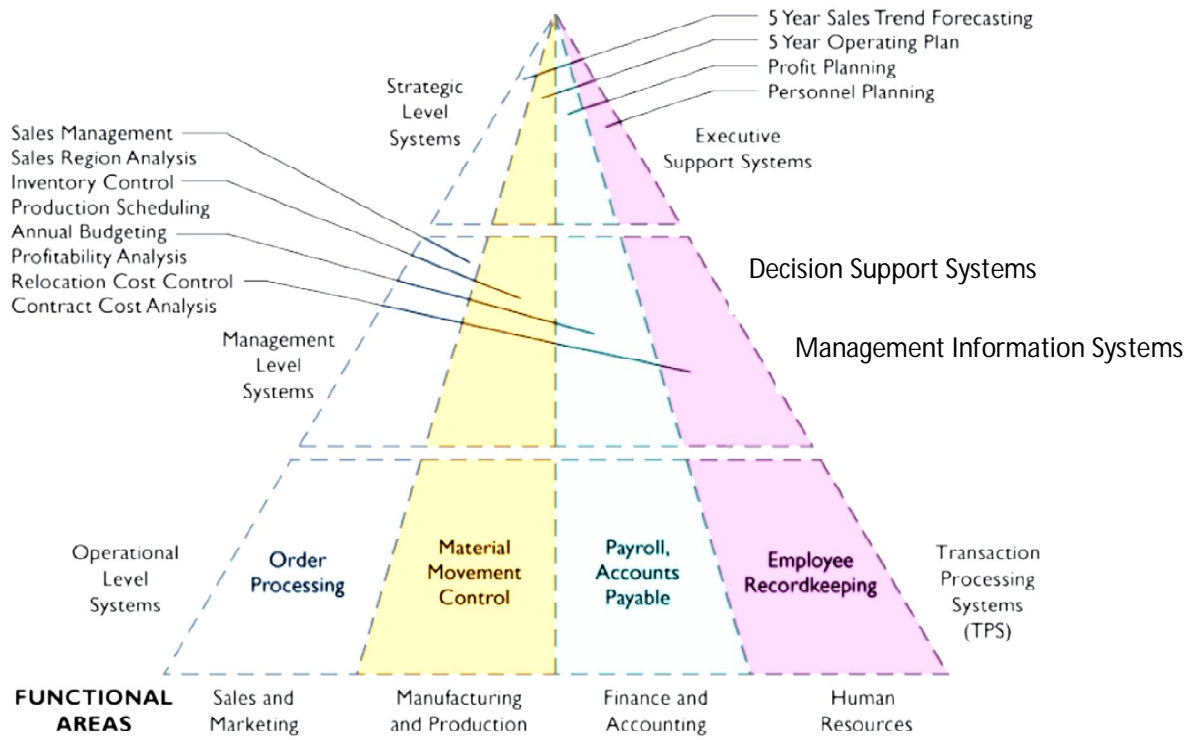 5 Year Sales Trend Forecasting
5 Year Operating Plan
Profit Planning
Personnel Planning
Strategic
Level
Systems
Executive
Support Systems
Sales Management
Sales Region Analysis
Inventory Control
Production Scheduling
Annual Budgeting
Profitability Analysis
Relocation Cost Control
Contract Cost Analysis
Decision Support Systems
Management Information Systems
Management
Level
Systems
Operational
Level
Systems
Order
Processing
Material
Movement
Control
Payroll,
Accounts
Payable
Employee
Recordkeeping
Transaction
Processing
Systems
(TPS)
FUNCTIONAL
AREAS
Sales and
Marketing
Manufacturing
and Production
Finance and
Accounting
Human
Resources